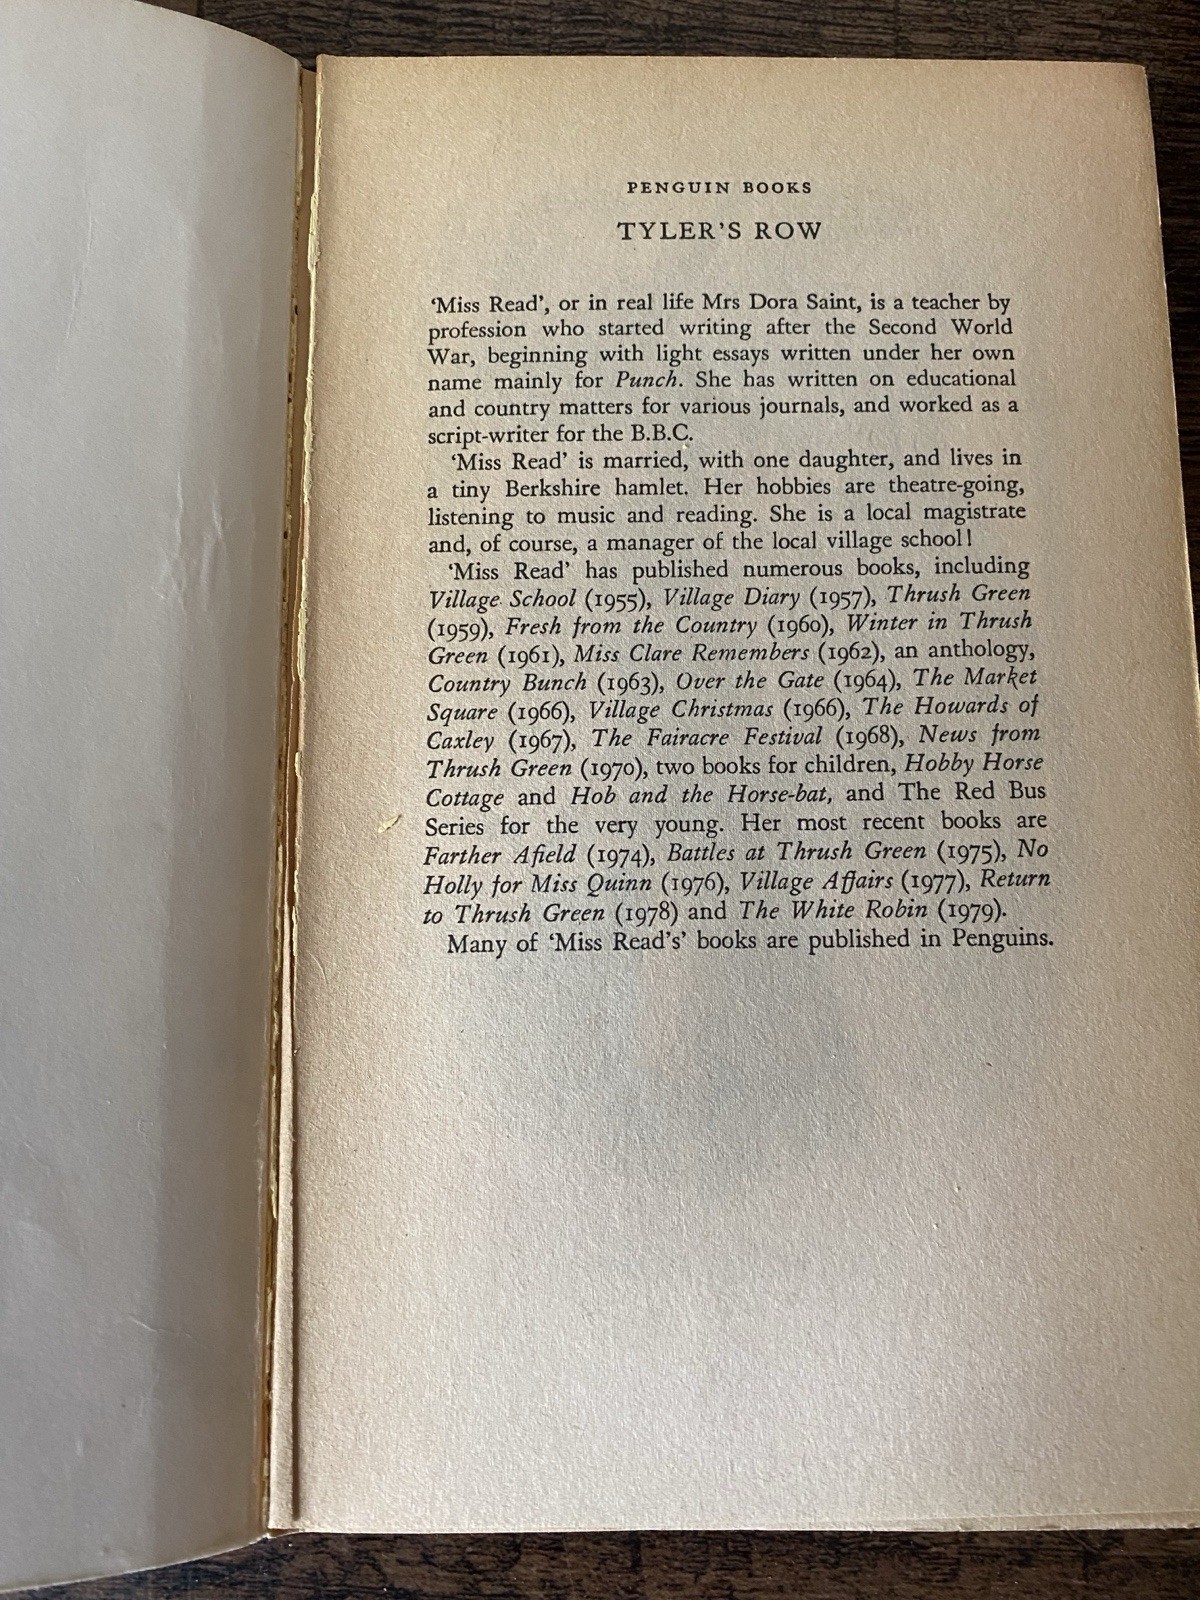 PENGUIN BOOKS
TYLER'S ROW
‘Miss Read’, or in real life Mrs Dora Saint, is a teacher by
profession who started writing after the Second World
War, beginning with light essays written under her own
name mainly for Punch. She has written on educational
and country matters for various journals, and worked as a
script-writer for the B.B.C.
‘Miss Read’ is married, with one daughter, and lives in
a tiny Berkshire hamlet. Her hobbies are theatre-going,
listening to music and reading. She is a local magistrate
and, of course, a manager of the local village school!
‘Miss Read’ has published numerous books, including
Village School (1955), Village Diary (1957), Thrush Green
(1959), Fresh from the Country (1960), Winter in Thrush
Green (1961), Miss Clare Remembers (1962), an anthology,
Country Bunch (1963), Over the Gate (1964), The Market
Square (1966), Village Christmas (1966), The Howards of
Caxley (1967), The Fairacre Festival (1968), News from
Thrush Green (1970), two books for children, Hobby Horse
Cottage and Hob and the Horse-bat, and The Red Bus
Series for the very young. Her most recent books are
Farther Afield (1974), Battles at Thrush Green (1975), No
Holly for Miss Quinn (1976), Village Affairs (1977), Return
to Thrush Green (1978) and The White Robin (1979).
Many of ‘Miss Read's’ books are published in Penguins.